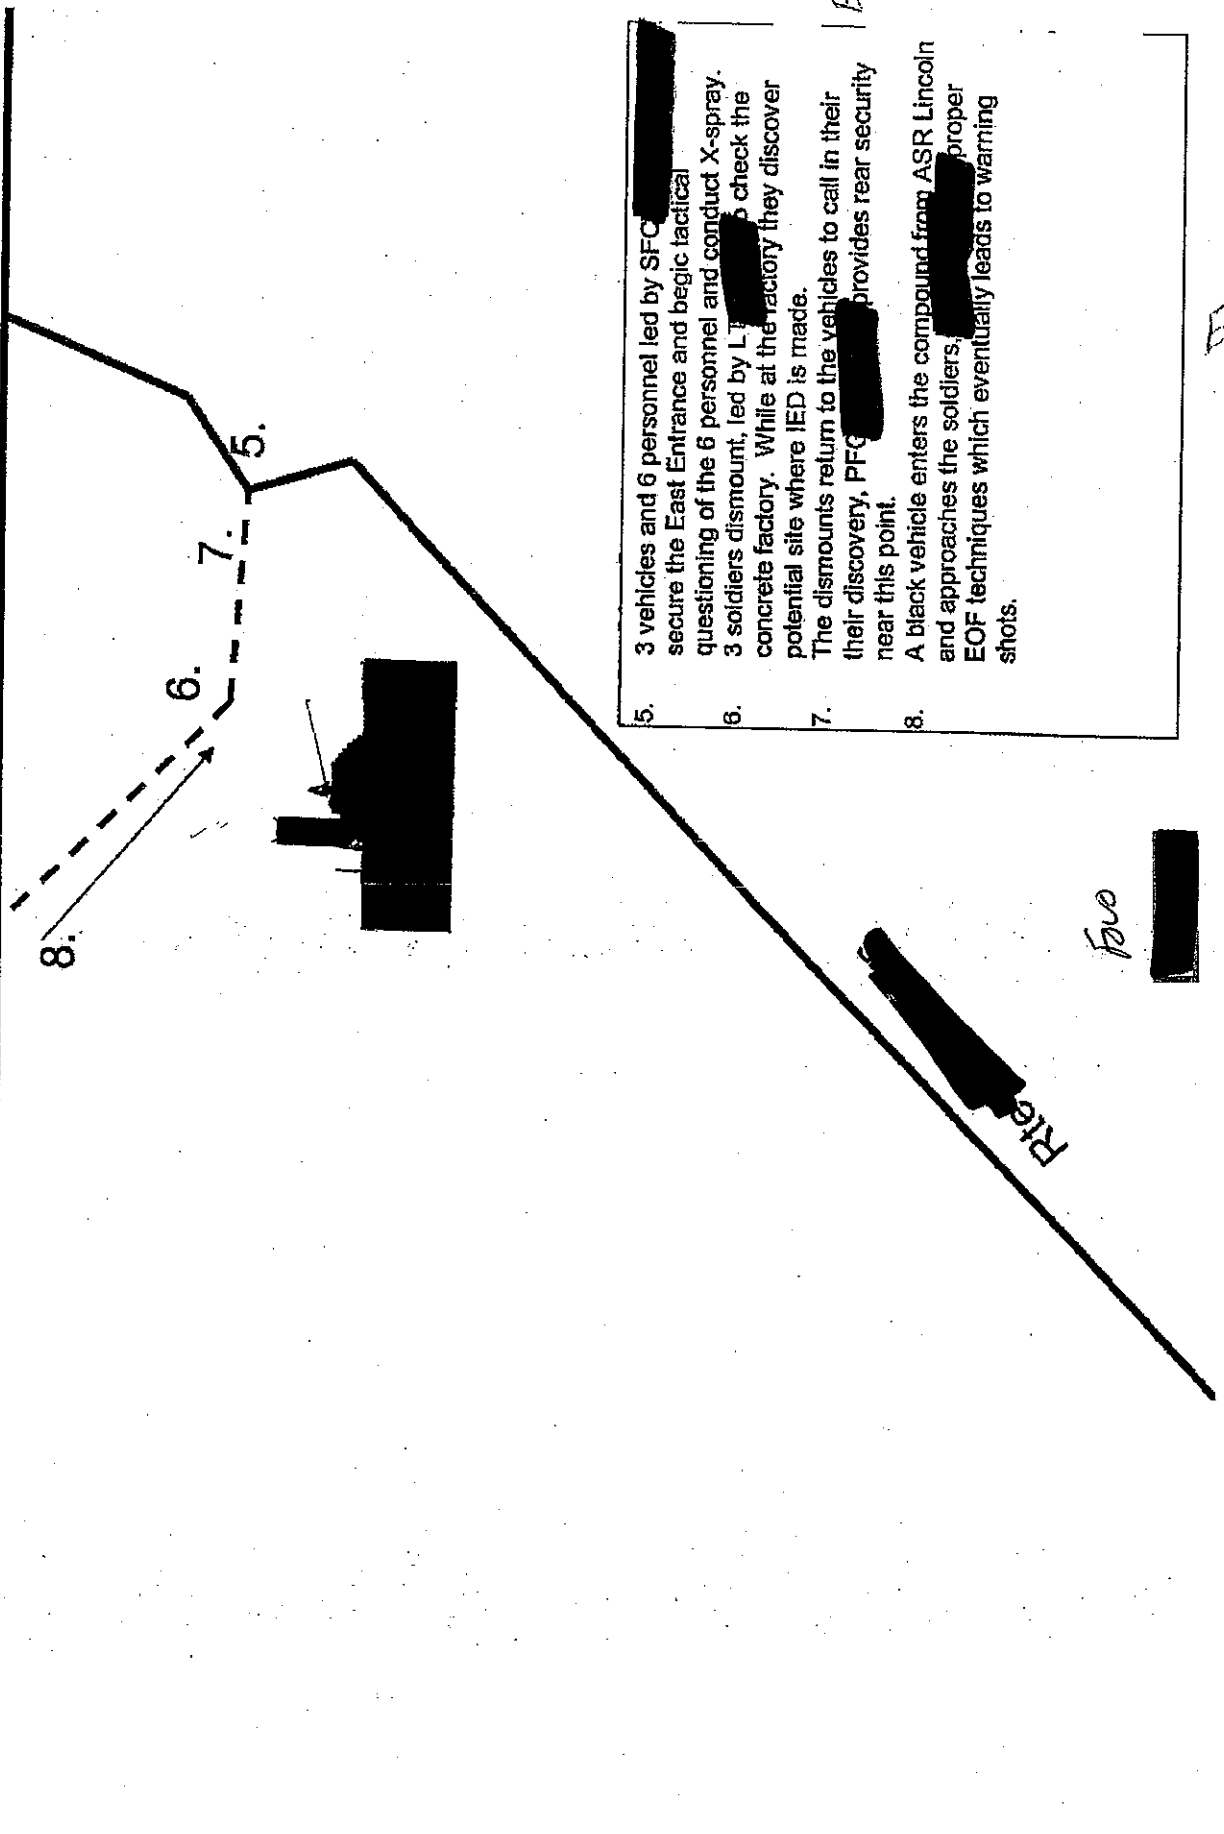 8.
6.
7.
5.
Rte
5. 3 vehicles and 6 personnel led by SFC
secure the East Entrance and begic tactical
questioning of the 6 personnel and conduct X-spray.
6. 3 soldiers dismount, led by LT o check the
concrete factory. While at the factory they discover
potential site where IED is made.
7. The dismounts return to the vehicles to call in their
their discovery, PFC provides rear security
near this point.
8. A black vehicle enters the compound from ASR Lincoln
and approaches the soldiers, proper
EOF techniques which eventually leads to warning
shots.